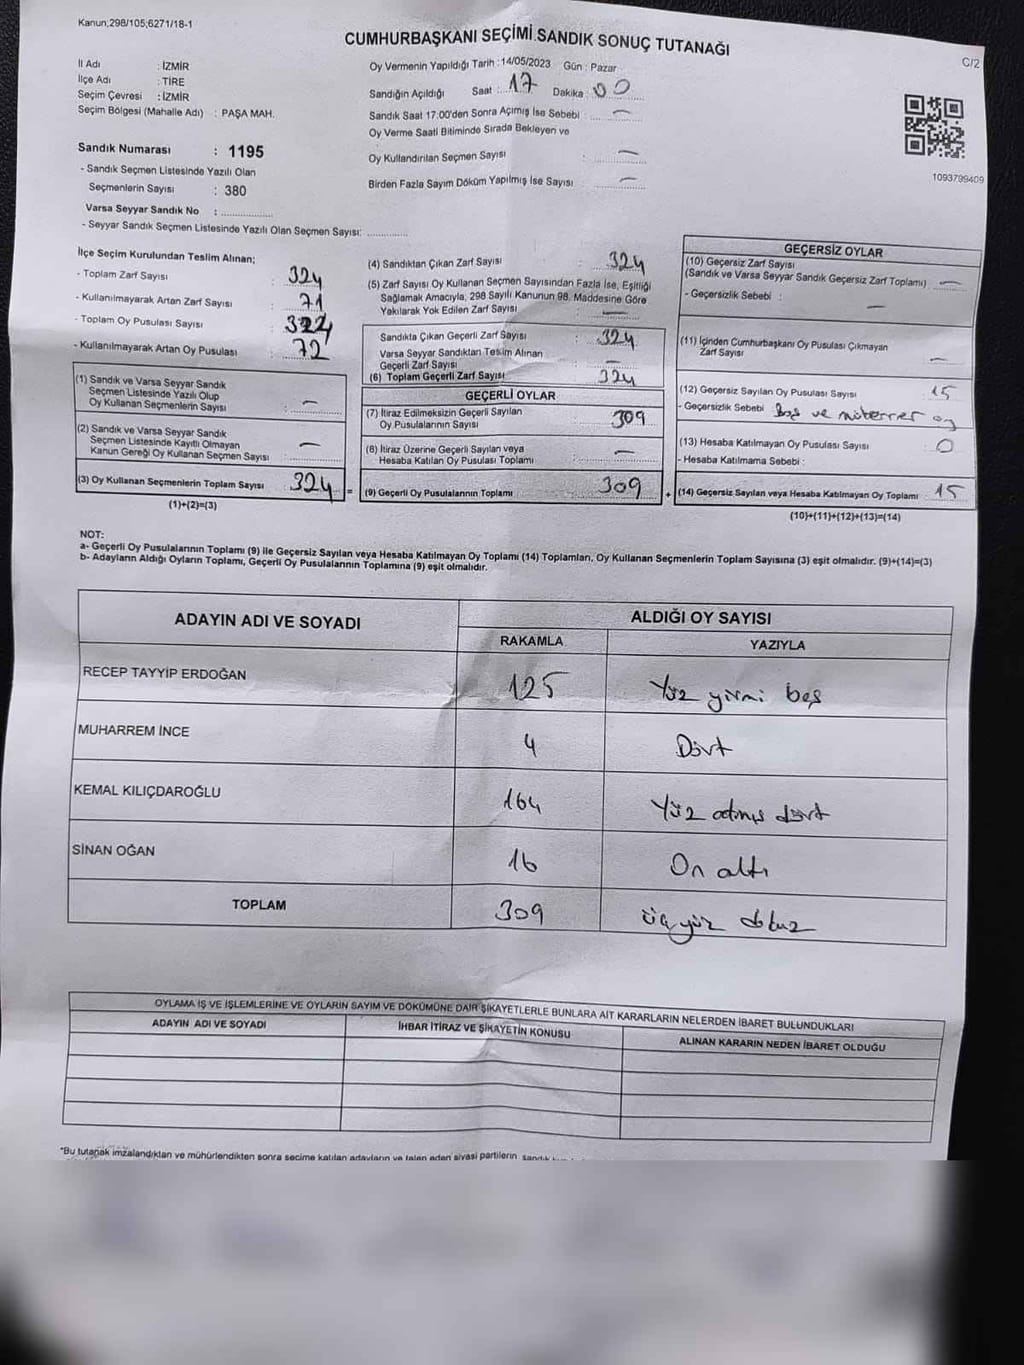 Kanun,298/105;6271/18-1
CUMHURBAŞKANI SEÇİMİ SANDIK SONUÇ TUTANAĞI
C/2
İl Adı : İZMİR
İlçe Adı : TİRE
Seçim Çevresi : İZMİR
Seçim Bölgesi (Mahalle Adı) : PAŞA MAH.
Sandık Numarası : 1195
- Sandık Seçmen Listesinde Yazılı Olan
Seçmenlerin Sayısı : 380
Varsa Seyyar Sandık No : ..................
- Seyyar Sandık Seçmen Listesinde Yazılı Olan Seçmen Sayısı: ..............
Oy Vermenin Yapıldığı Tarih : 14/05/2023 Gün : Pazar
Sandığın Açıldığı Saat : 17 Dakika : 00
Sandık Saat 17.00'den Sonra Açımış İse Sebebi : —
Oy Verme Saati Bitiminde Sırada Bekleyen ve
Oy Kullandırılan Seçmen Sayısı : —
Birden Fazla Sayım Döküm Yapılmış İse Sayısı : —
1093799409
İlçe Seçim Kurulundan Teslim Alınan;
- Toplam Zarf Sayısı : 324
- Kullanılmayarak Artan Zarf Sayısı : 71
- Toplam Oy Pusulası Sayısı
- Kullanılmayarak Artan Oy Pusulası : 72
(1) Sandık ve Varsa Seyyar Sandık
Seçmen Listesinde Yazılı Olup
Oy Kullanan Seçmenlerin Sayısı : —
(2) Sandık ve Varsa Seyyar Sandık
Seçmen Listesinde Kayıtlı Olmayan
Kanun Gereği Oy Kullanan Seçmen Sayısı : —
(3) Oy Kullanan Seçmenlerin Toplam Sayısı 324 =
(1)+(2)=(3)
(4) Sandıktan Çıkan Zarf Sayısı : 324
(5) Zarf Sayısı Oy Kullanan Seçmen Sayısından Fazla İse, Eşitliği
Sağlamak Amacıyla, 298 Sayılı Kanunun 98. Maddesine Göre
Yakılarak Yok Edilen Zarf Sayısı : —
Sandıkta Çıkan Geçerli Zarf Sayısı : 324
Varsa Seyyar Sandıktan Teslim Alınan
Geçerli Zarf Sayısı : —
(6) Toplam Geçerli Zarf Sayısı : 324
GEÇERLİ OYLAR
(7) İtiraz Edilmeksizin Geçerli Sayılan
Oy Pusulalarının Sayısı : 309
(8) İtiraz Üzerine Geçerli Sayılan veya
Hesaba Katılan Oy Pusulası Toplamı : —
(9) Geçerli Oy Pusulalarının Toplamı 309 +
GEÇERSİZ OYLAR
(10) Geçersiz Zarf Sayısı
(Sandık ve Varsa Seyyar Sandık Geçersiz Zarf Toplamı) —
- Geçersizlik Sebebi : —
(11) İçinden Cumhurbaşkanı Oy Pusulası Çıkmayan
Zarf Sayısı —
(12) Geçersiz Sayılan Oy Pusulası Sayısı 15
- Geçersizlik Sebebi Boş ve müberrer oy
(13) Hesaba Katılmayan Oy Pusulası Sayısı : 0
- Hesaba Katılmama Sebebi :
(14) Geçersiz Sayılan veya Hesaba Katılmayan Oy Toplamı 15
(10)+(11)+(12)+(13)=(14)
NOT:
a- Geçerli Oy Pusulalarının Toplamı (9) ile Geçersiz Sayılan veya Hesaba Katılmayan Oy Toplamı (14) Toplamları, Oy Kullanan Seçmenlerin Toplam Sayısına (3) eşit olmalıdır. (9)+(14)=(3)
b- Adayların Aldığı Oyların Toplamı, Geçerli Oy Pusulalarının Toplamına (9) eşit olmalıdır.
ADAYIN ADI VE SOYADI
ALDIĞI OY SAYISI
RAKAMLA YAZIYLA
RECEP TAYYİP ERDOĞAN 125 Yüz yirmi beş
MUHARREM İNCE 4 Dört
KEMAL KILIÇDAROĞLU 164 Yüz atmış dört
SİNAN OĞAN 16 On altı
TOPLAM 309 üçyüz dokuz
OYLAMA İŞ VE İŞLEMLERİNE VE OYLARIN SAYIM VE DÖKÜMÜNE DAİR ŞİKAYETLERLE BUNLARA AİT KARARLARIN NELERDEN İBARET BULUNDUKLARI
ADAYIN ADI VE SOYADI İHBAR İTİRAZ VE ŞİKAYETİN KONUSU ALINAN KARARIN NEDEN İBARET OLDUĞU
*Bu tutanak imzalandıktan ve mühürlendikten sonra seçime katılan adayların ve talep eden siyasi partilerin